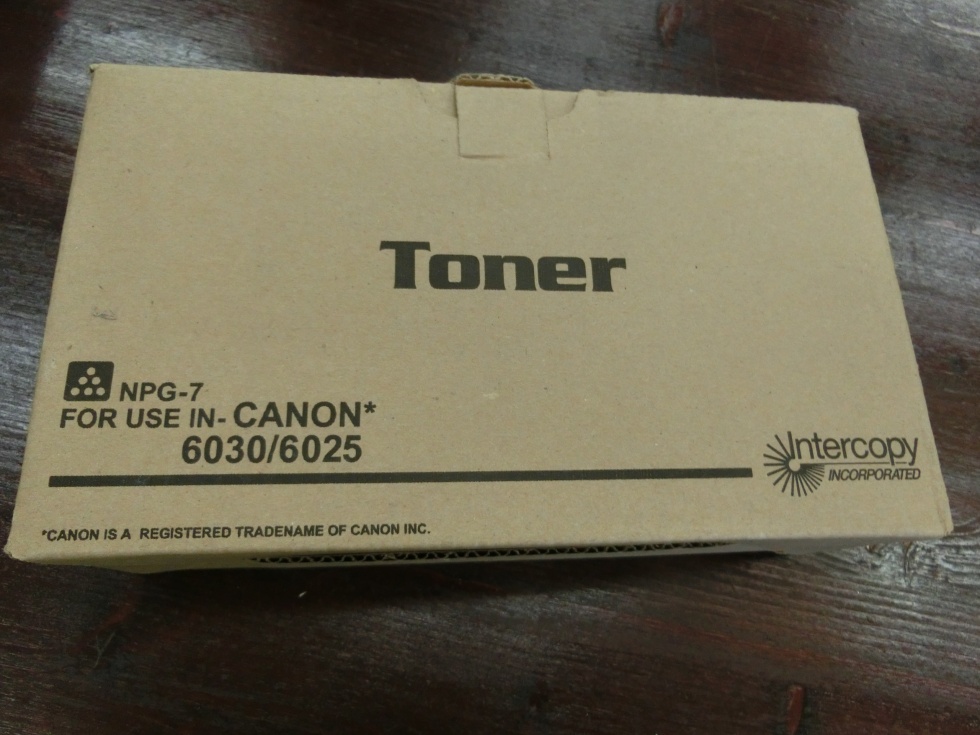 Toner
NPG-7
FOR USE IN- CANON*
6030/6025
Intercopy
INCORPORATED
*CANON IS A REGISTERED TRADENAME OF CANON INC.